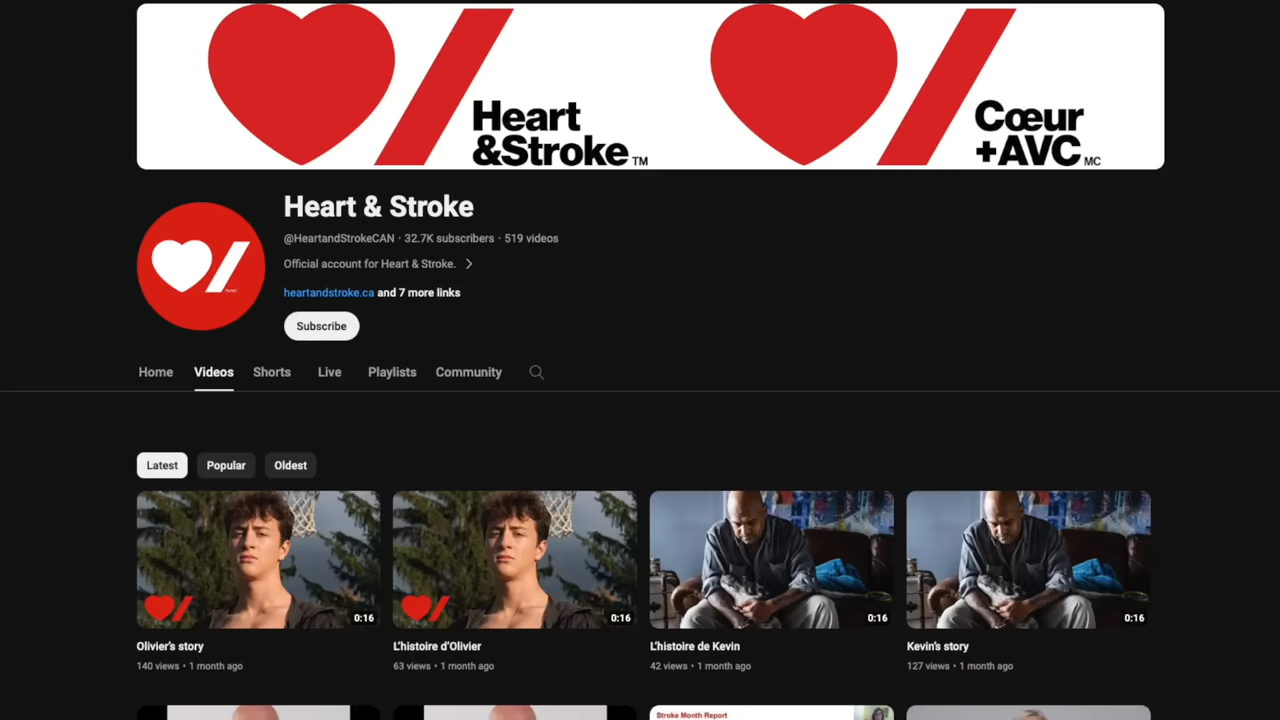 Heart
&Stroke TM
Cœur
+AVC MC
Heart & Stroke
@HeartandStrokeCAN · 32.7K subscribers · 519 videos
Official account for Heart & Stroke.
heartandstroke.ca and 7 more links
Subscribe
Home Videos Shorts Live Playlists Community
Latest Popular Oldest
0:16 0:16 0:16 0:16
Olivier's story L'histoire d'Olivier L'histoire de Kevin Kevin's story
140 views • 1 month ago 63 views • 1 month ago 42 views • 1 month ago 127 views • 1 month ago
Stroke Month Report